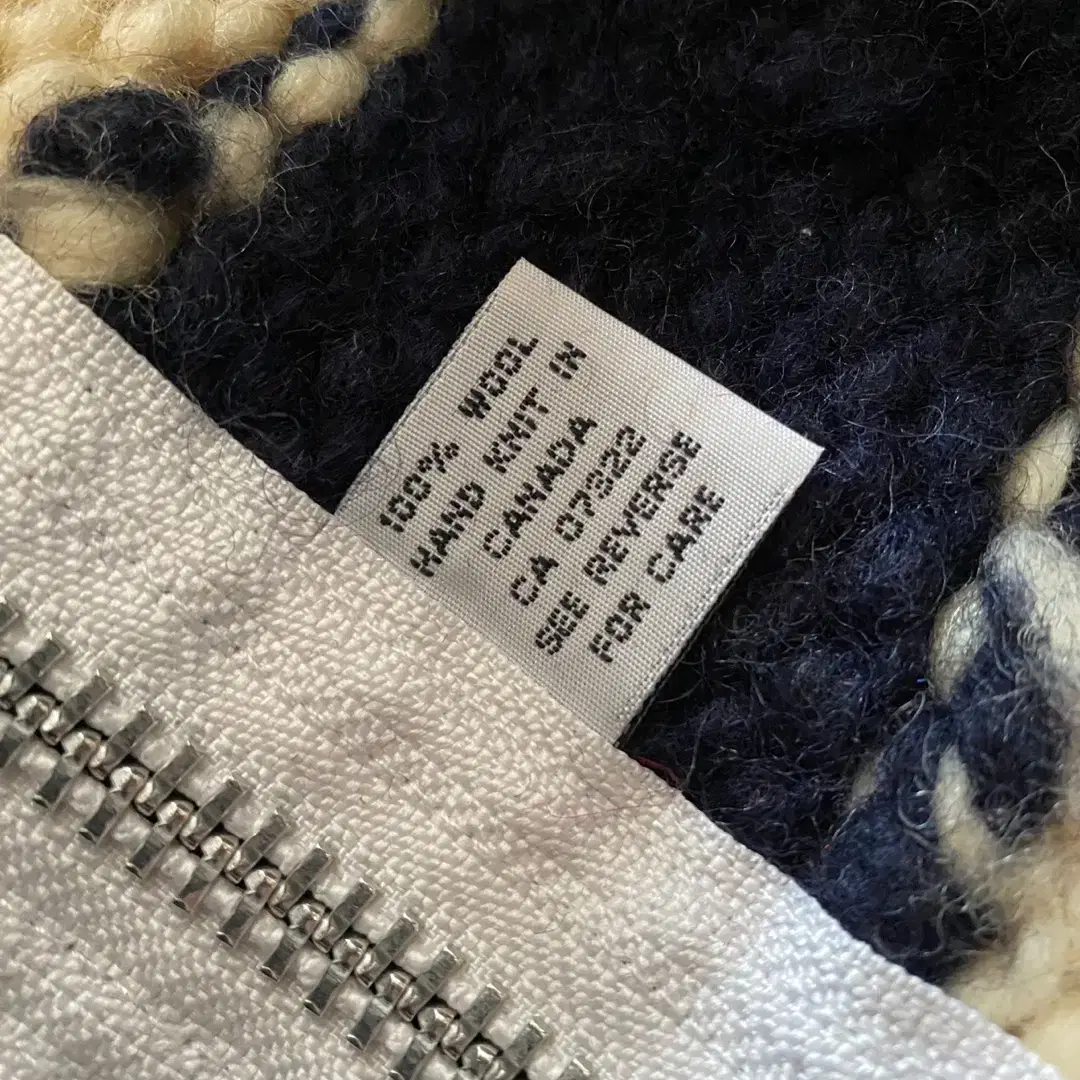 100% WOOL
HAND KNIT IN
CANADA
CA 07322
SEE REVERSE
FOR CARE